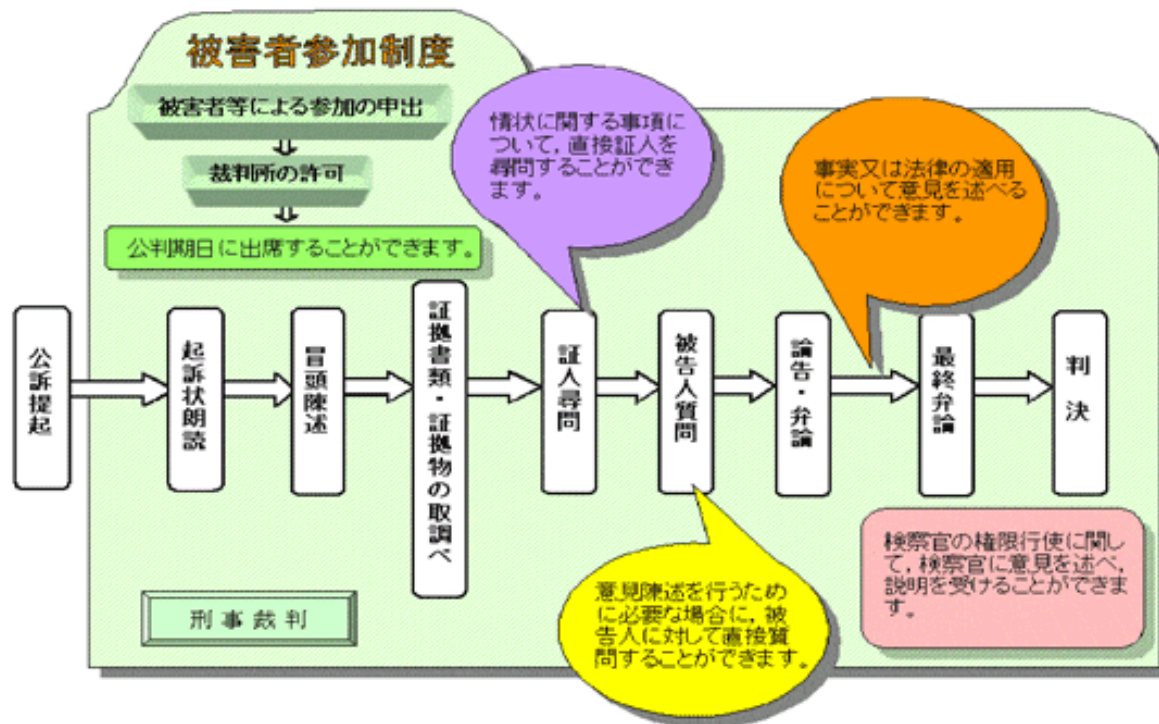 被害者参加制度
被害者等による参加の申出
裁判所の許可
公判期日に出席することができます。
情状に関する事項に
ついて，直接証人を
尋問することができ
ます。
事実又は法律の適用
について意見を述べる
ことができます。
公訴提起
起訴状朗読
冒頭陳述
証拠書類・証拠物の取調べ
証人尋問
被告人質問
論告・弁論
最終弁論
判決
意見陳述を行うため
に必要な場合に，被
告人に対して直接質
問することができます。
検察官の権限行使に関し
て，検察官に意見を述べ，
説明を受けることができま
す。
刑事裁判